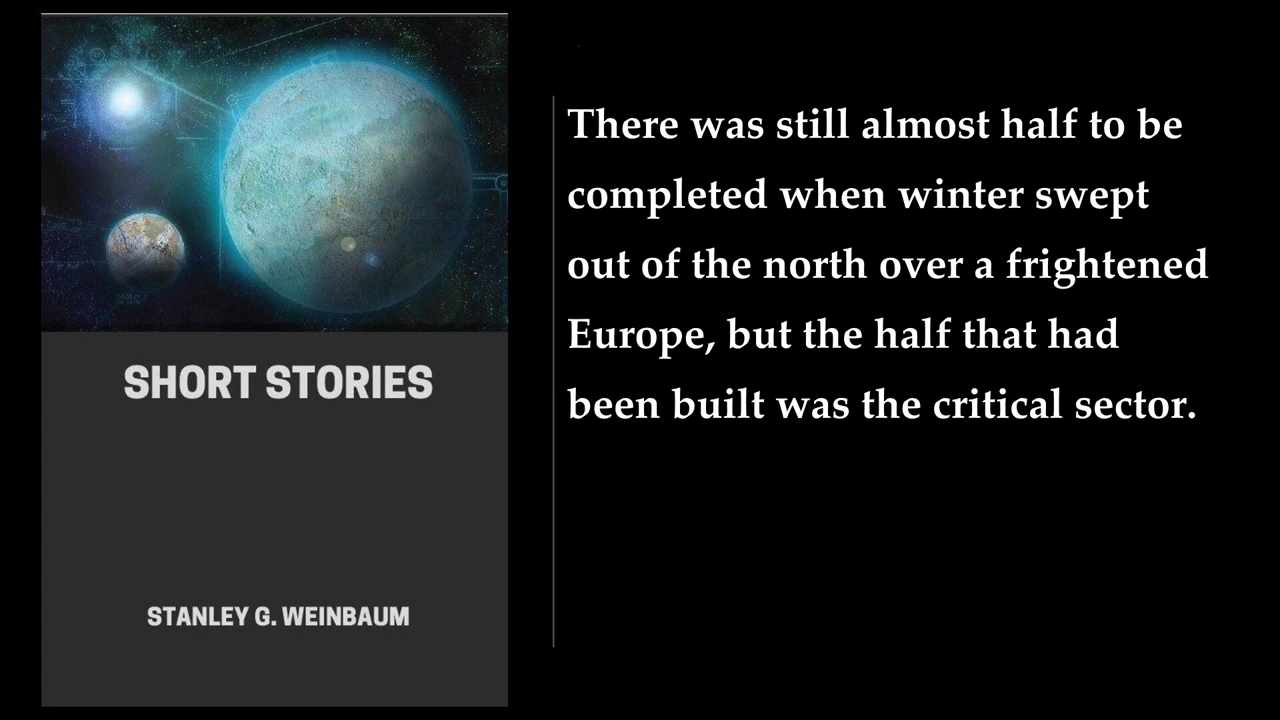 SHORT STORIES
STANLEY G. WEINBAUM
There was still almost half to be
completed when winter swept
out of the north over a frightened
Europe, but the half that had
been built was the critical sector.